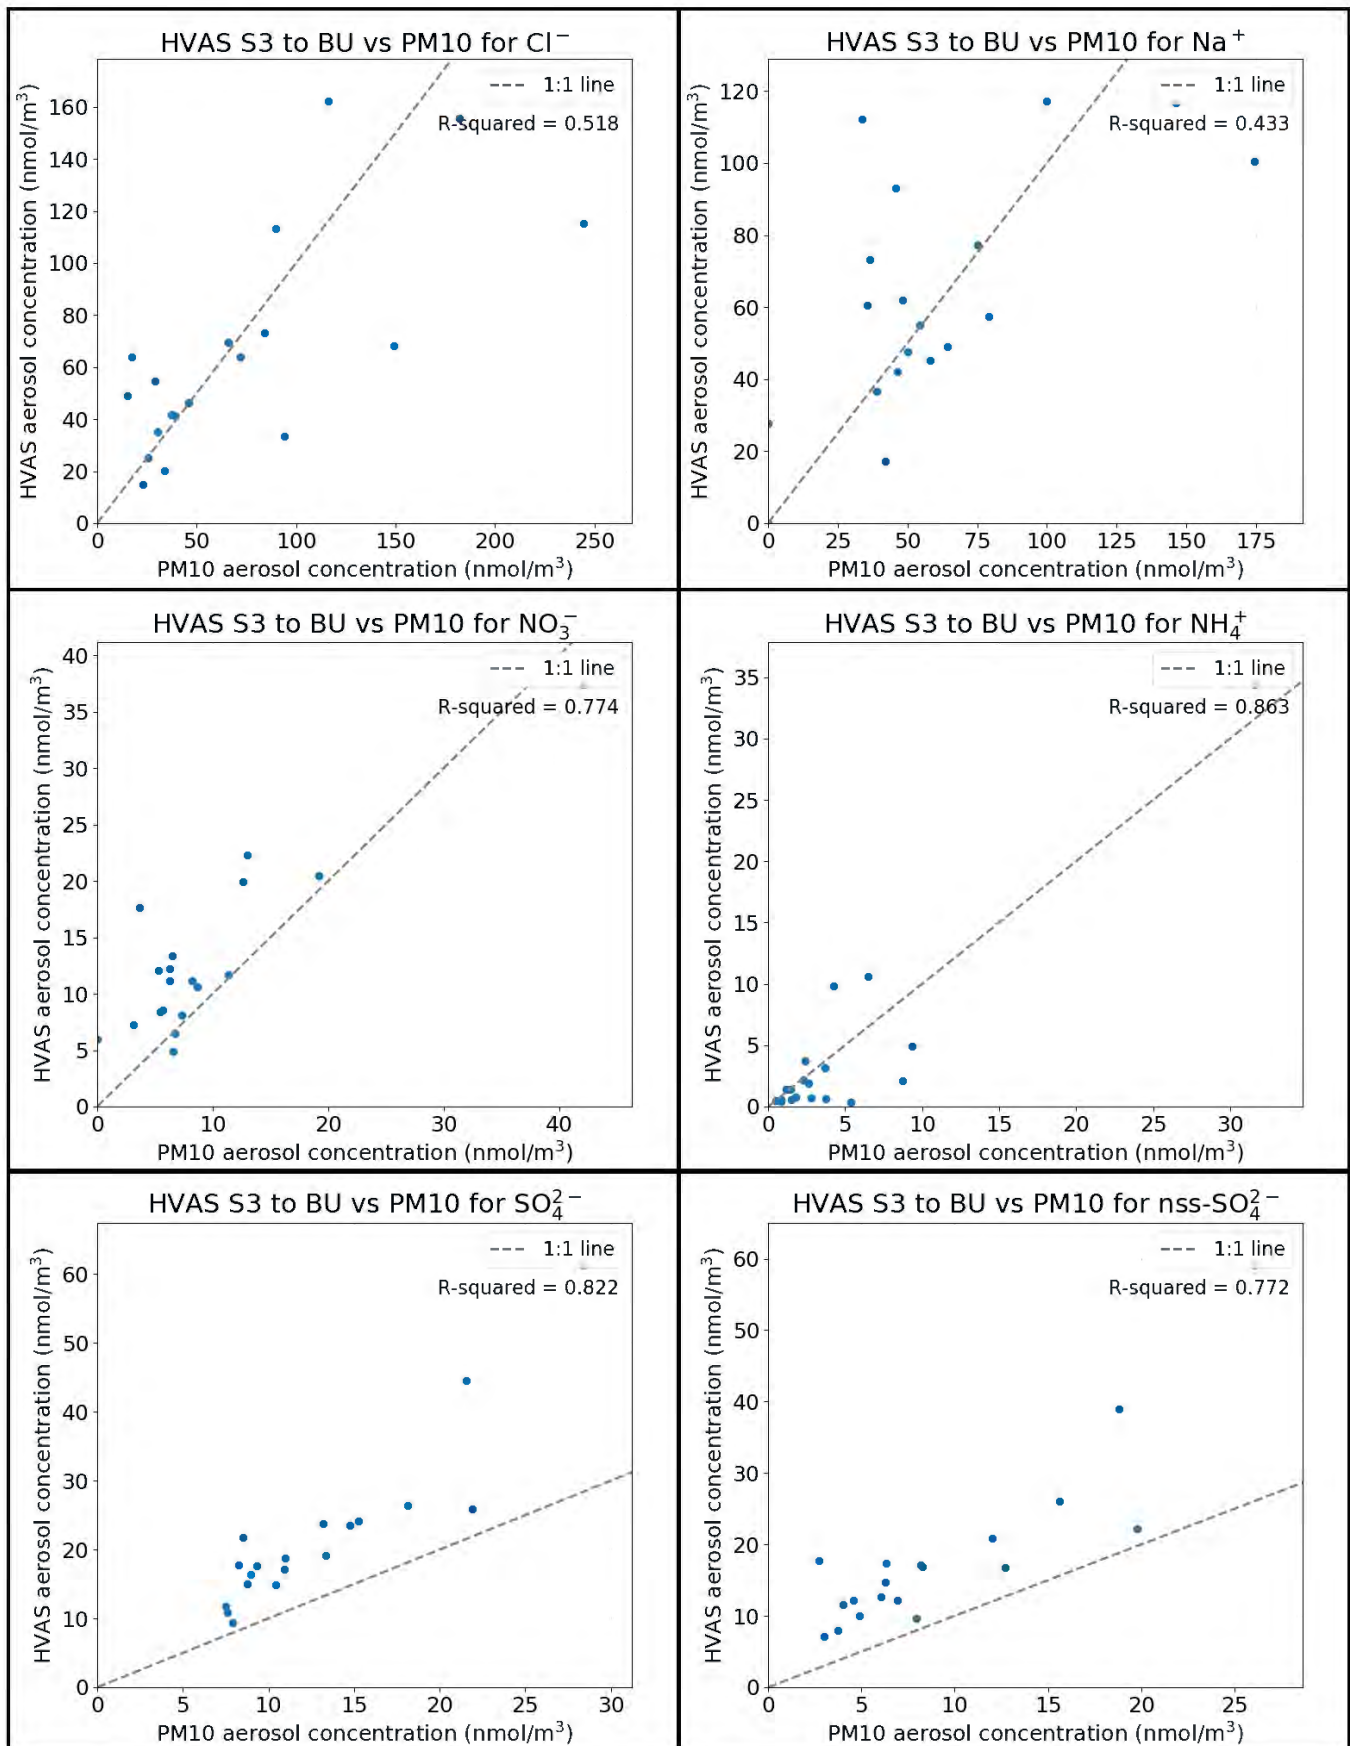 HVAS S3 to BU vs PM10 for Cl⁻
HVAS aerosol concentration (nmol/m³)
160
140
120
100
80
60
40
20
0
1:1 line
R-squared = 0.518
0 50 100 150 200 250
PM10 aerosol concentration (nmol/m³)
HVAS S3 to BU vs PM10 for Na⁺
HVAS aerosol concentration (nmol/m³)
120
100
80
60
40
20
0
1:1 line
R-squared = 0.433
0 25 50 75 100 125 150 175
PM10 aerosol concentration (nmol/m³)
HVAS S3 to BU vs PM10 for NO₃⁻
HVAS aerosol concentration (nmol/m³)
40
35
30
25
20
15
10
5
0
1:1 line
R-squared = 0.774
0 10 20 30 40
PM10 aerosol concentration (nmol/m³)
HVAS S3 to BU vs PM10 for NH₄⁺
HVAS aerosol concentration (nmol/m³)
35
30
25
20
15
10
5
0
1:1 line
R-squared = 0.863
0 5 10 15 20 25 30
PM10 aerosol concentration (nmol/m³)
HVAS S3 to BU vs PM10 for SO₄²⁻
HVAS aerosol concentration (nmol/m³)
60
50
40
30
20
10
0
1:1 line
R-squared = 0.822
0 5 10 15 20 25 30
PM10 aerosol concentration (nmol/m³)
HVAS S3 to BU vs PM10 for nss-SO₄²⁻
HVAS aerosol concentration (nmol/m³)
60
50
40
30
20
10
0
1:1 line
R-squared = 0.772
0 5 10 15 20 25
PM10 aerosol concentration (nmol/m³)